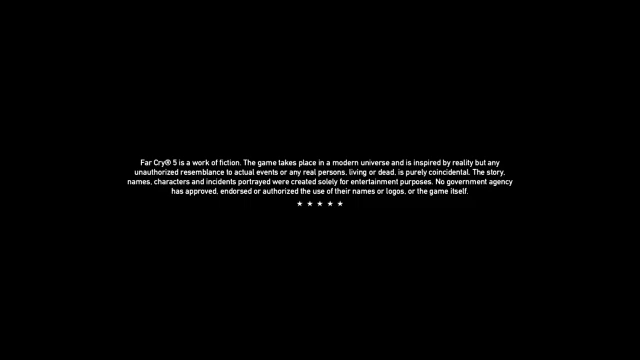 Far Cry® 5 is a work of fiction. The game takes place in a modern universe and is inspired by reality but any
unauthorized resemblance to actual events or any real persons, living or dead, is purely coincidental. The story,
names, characters and incidents portrayed were created solely for entertainment purposes. No government agency
has approved, endorsed or authorized the use of their names or logos, or the game itself.
★ ★ ★ ★ ★